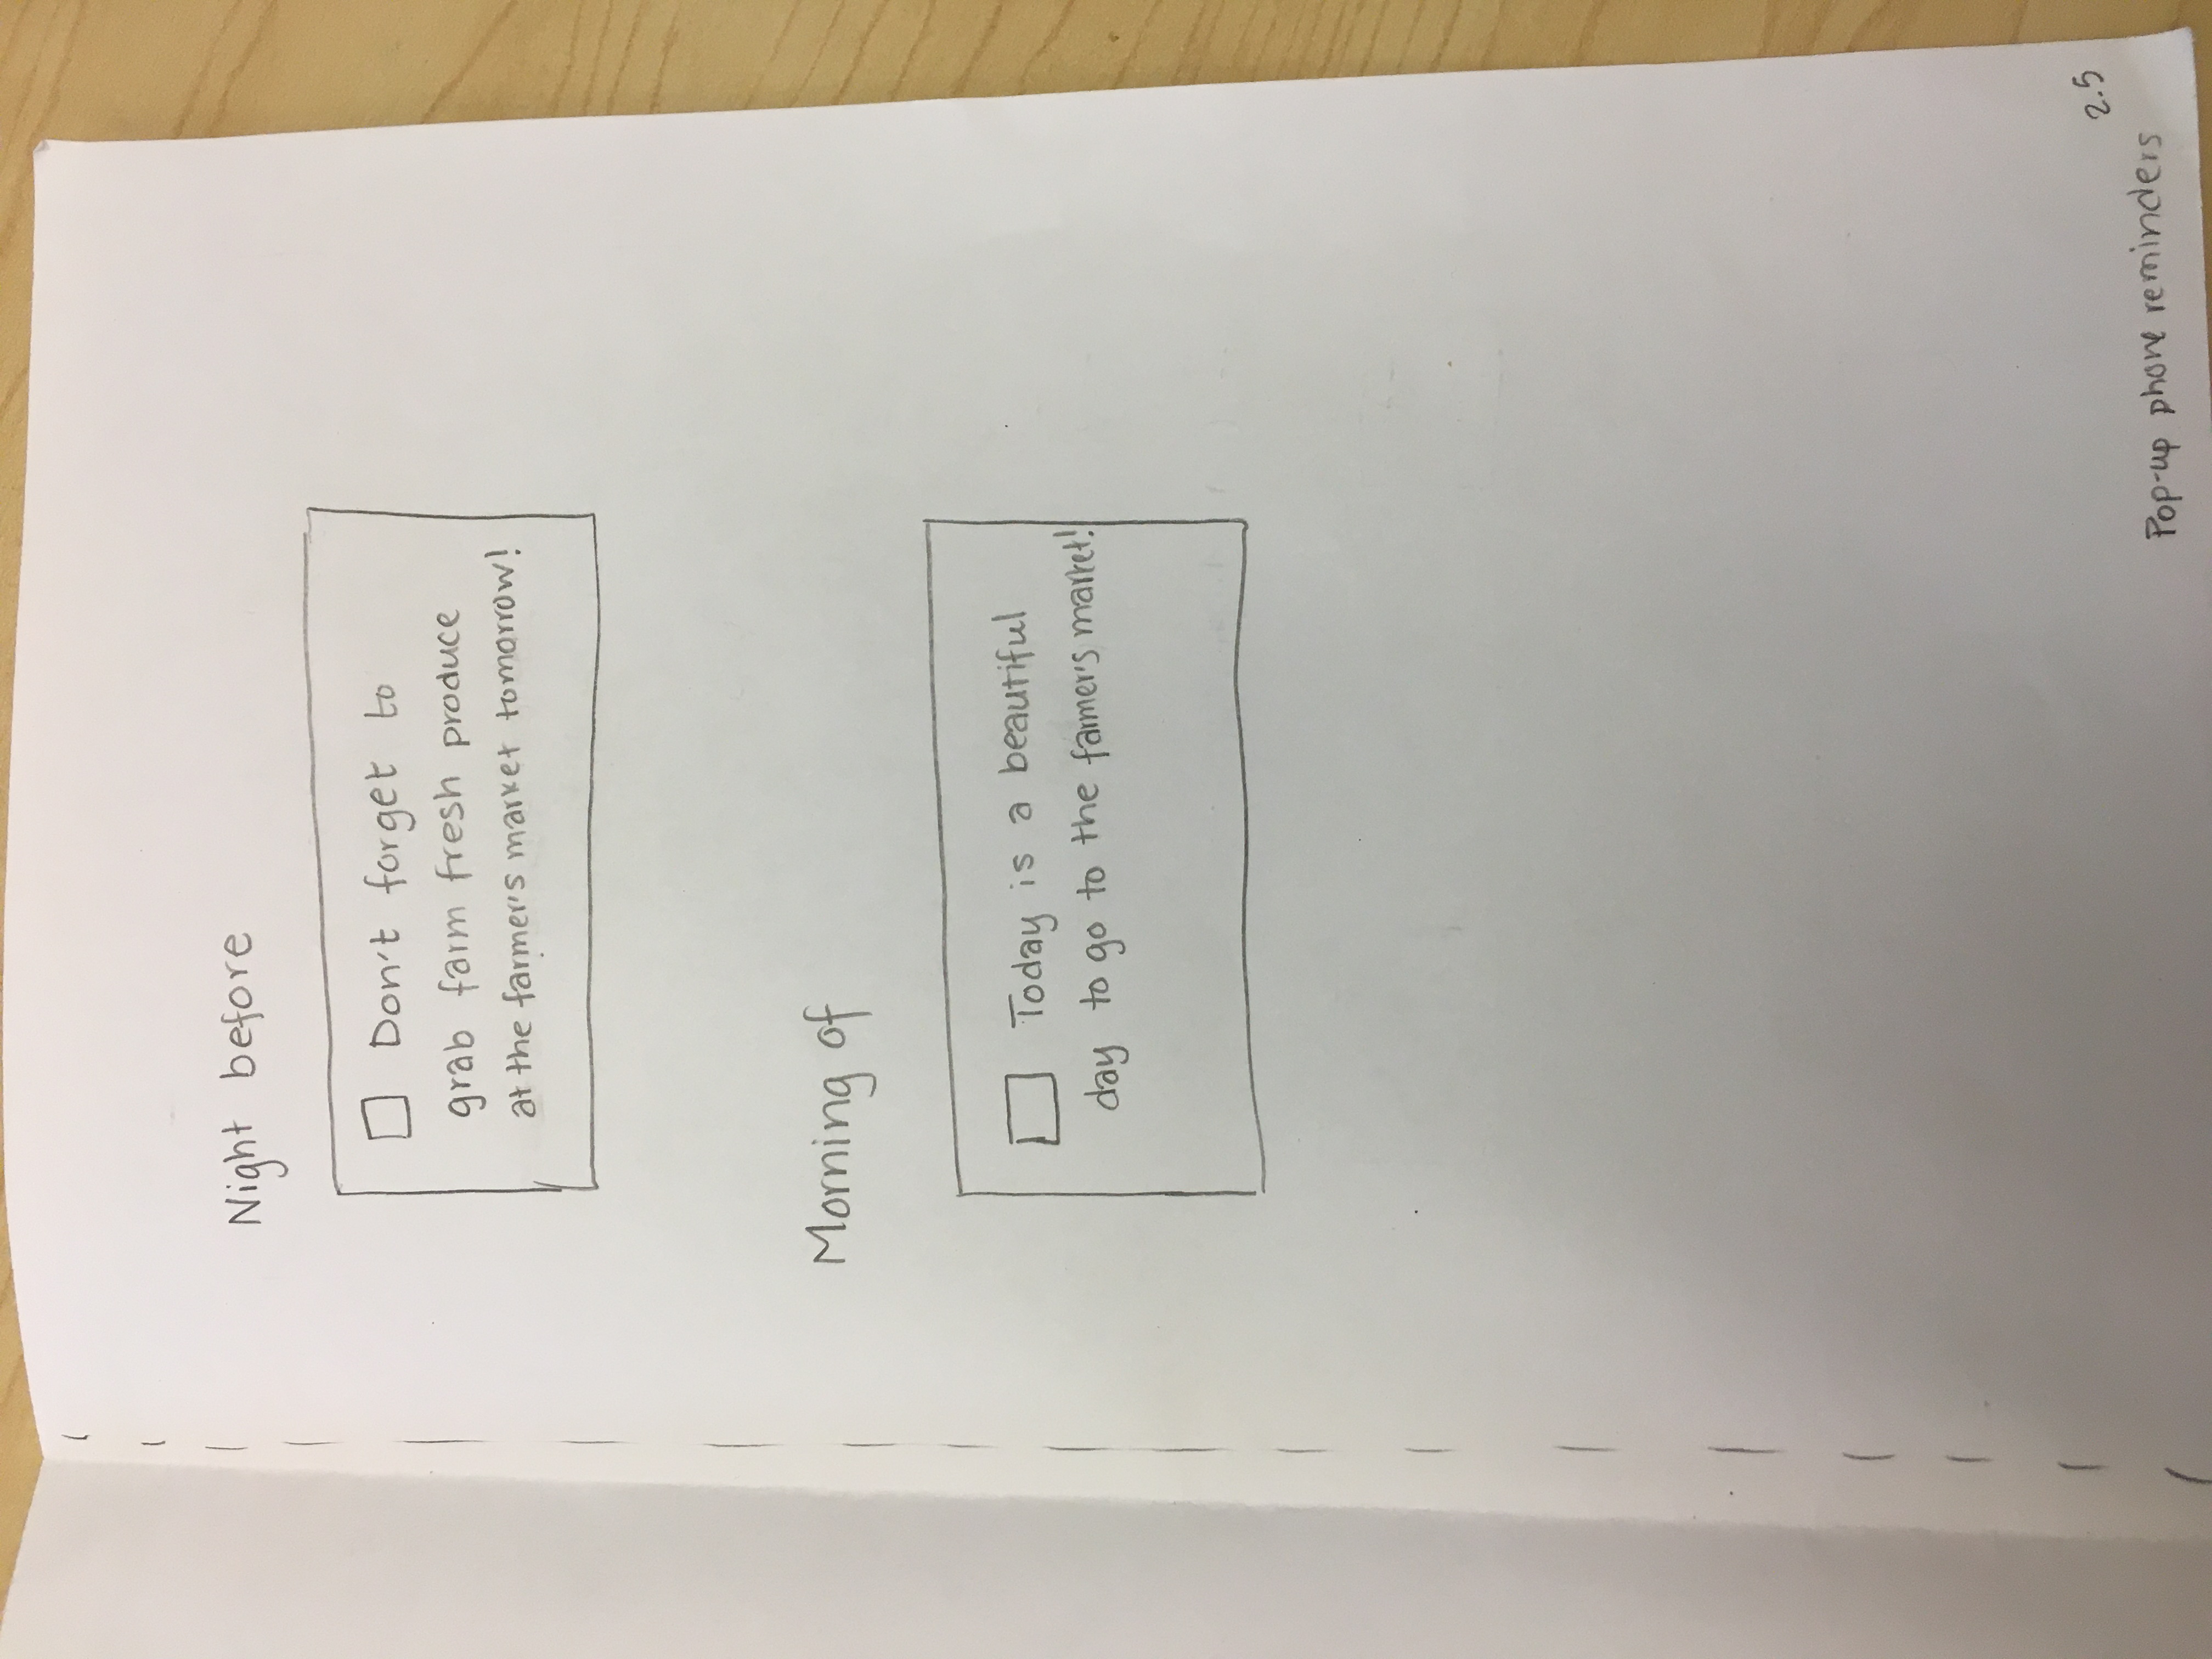 Night before
Don't forget to
grab farm fresh produce
at the farmer's market tomorrow!
Morning of
Today is a beautiful
day to go to the farmer's market!
2.5
Pop-up phone reminders